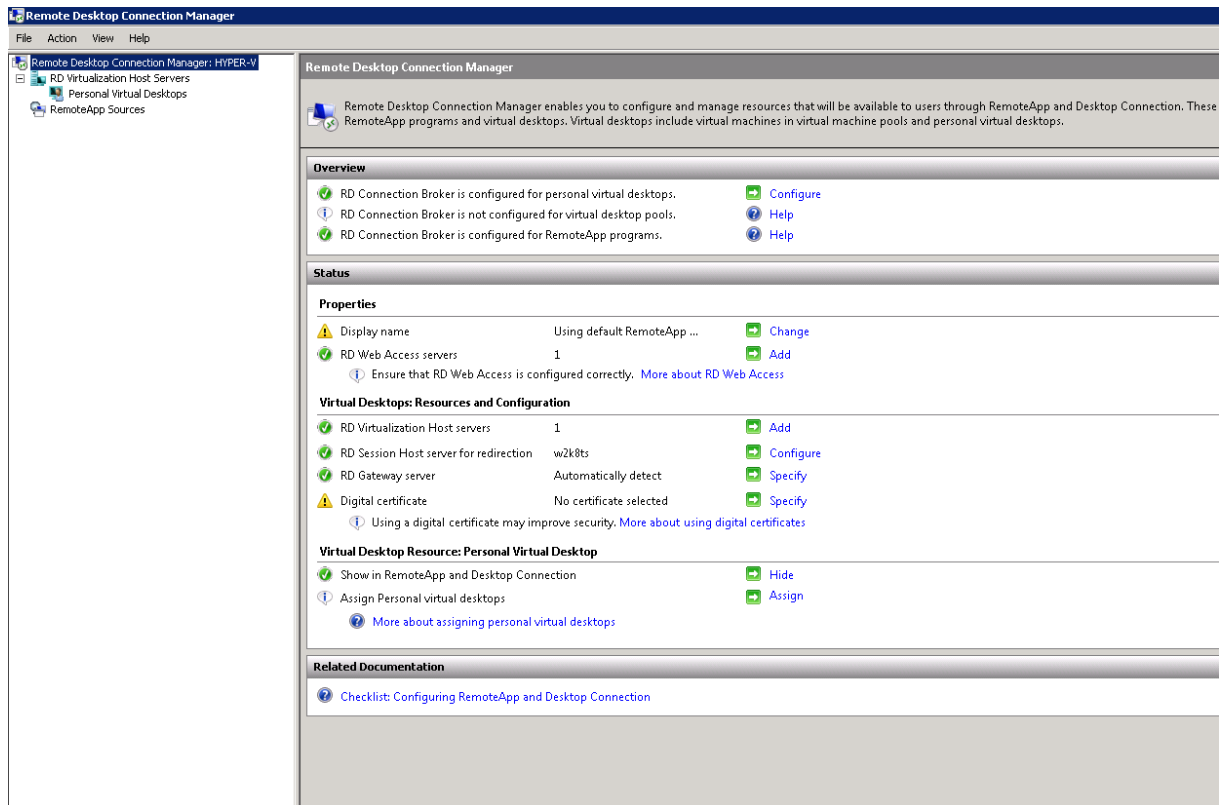 Remote Desktop Connection Manager
File Action View Help
Remote Desktop Connection Manager: HYPER-V
RD Virtualization Host Servers
Personal Virtual Desktops
RemoteApp Sources
Remote Desktop Connection Manager
Remote Desktop Connection Manager enables you to configure and manage resources that will be available to users through RemoteApp and Desktop Connection. These
RemoteApp programs and virtual desktops. Virtual desktops include virtual machines in virtual machine pools and personal virtual desktops.
Overview
RD Connection Broker is configured for personal virtual desktops. Configure
RD Connection Broker is not configured for virtual desktop pools. Help
RD Connection Broker is configured for RemoteApp programs. Help
Status
Properties
Display name Using default RemoteApp ... Change
RD Web Access servers 1 Add
Ensure that RD Web Access is configured correctly. More about RD Web Access
Virtual Desktops: Resources and Configuration
RD Virtualization Host servers 1 Add
RD Session Host server for redirection w2k8ts Configure
RD Gateway server Automatically detect Specify
Digital certificate No certificate selected Specify
Using a digital certificate may improve security. More about using digital certificates
Virtual Desktop Resource: Personal Virtual Desktop
Show in RemoteApp and Desktop Connection Hide
Assign Personal virtual desktops Assign
More about assigning personal virtual desktops
Related Documentation
Checklist: Configuring RemoteApp and Desktop Connection